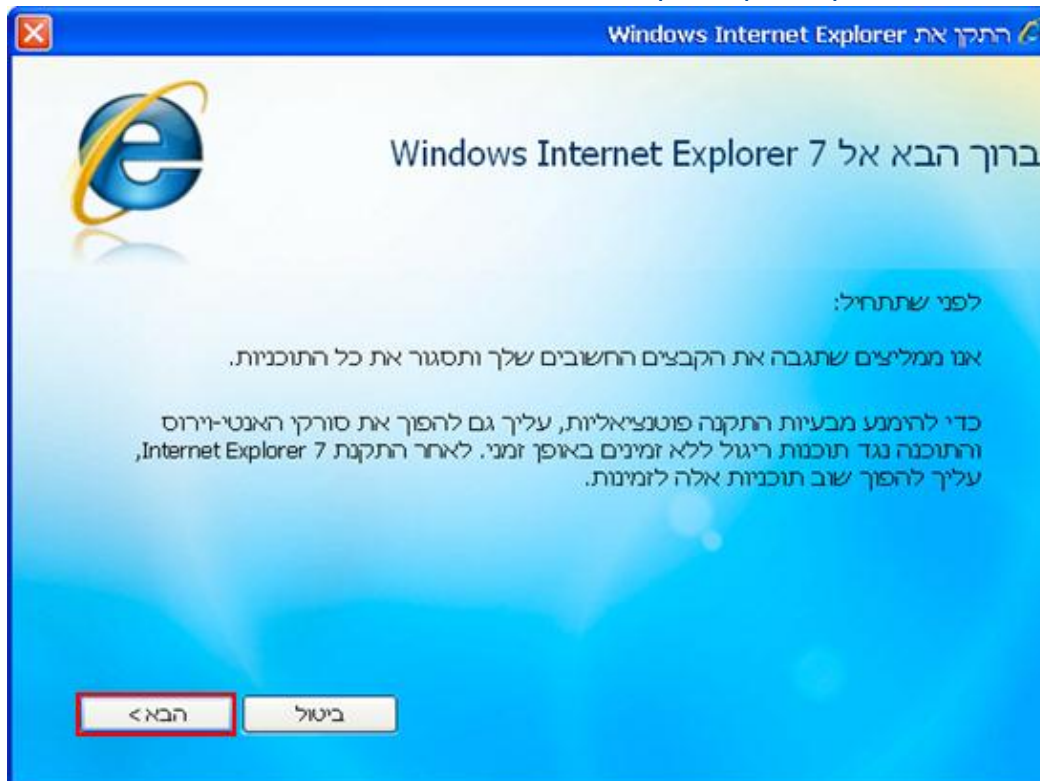 התקן את Windows Internet Explorer
ברוך הבא אל Windows Internet Explorer 7
לפני שתתחיל:
אנו ממליצים שתגבה את הקבצים החשובים שלך ותסגור את כל התוכניות.
כדי להימנע מבעיות התקנה פוטנציאליות, עליך גם להפוך את סורקי האנטי-וירוס
והתוכנה נגד תוכנות ריגול ללא זמינים באופן זמני. לאחר התקנת Internet Explorer 7,
עליך להפוך שוב תוכניות אלה לזמינות.
ביטול
הבא >